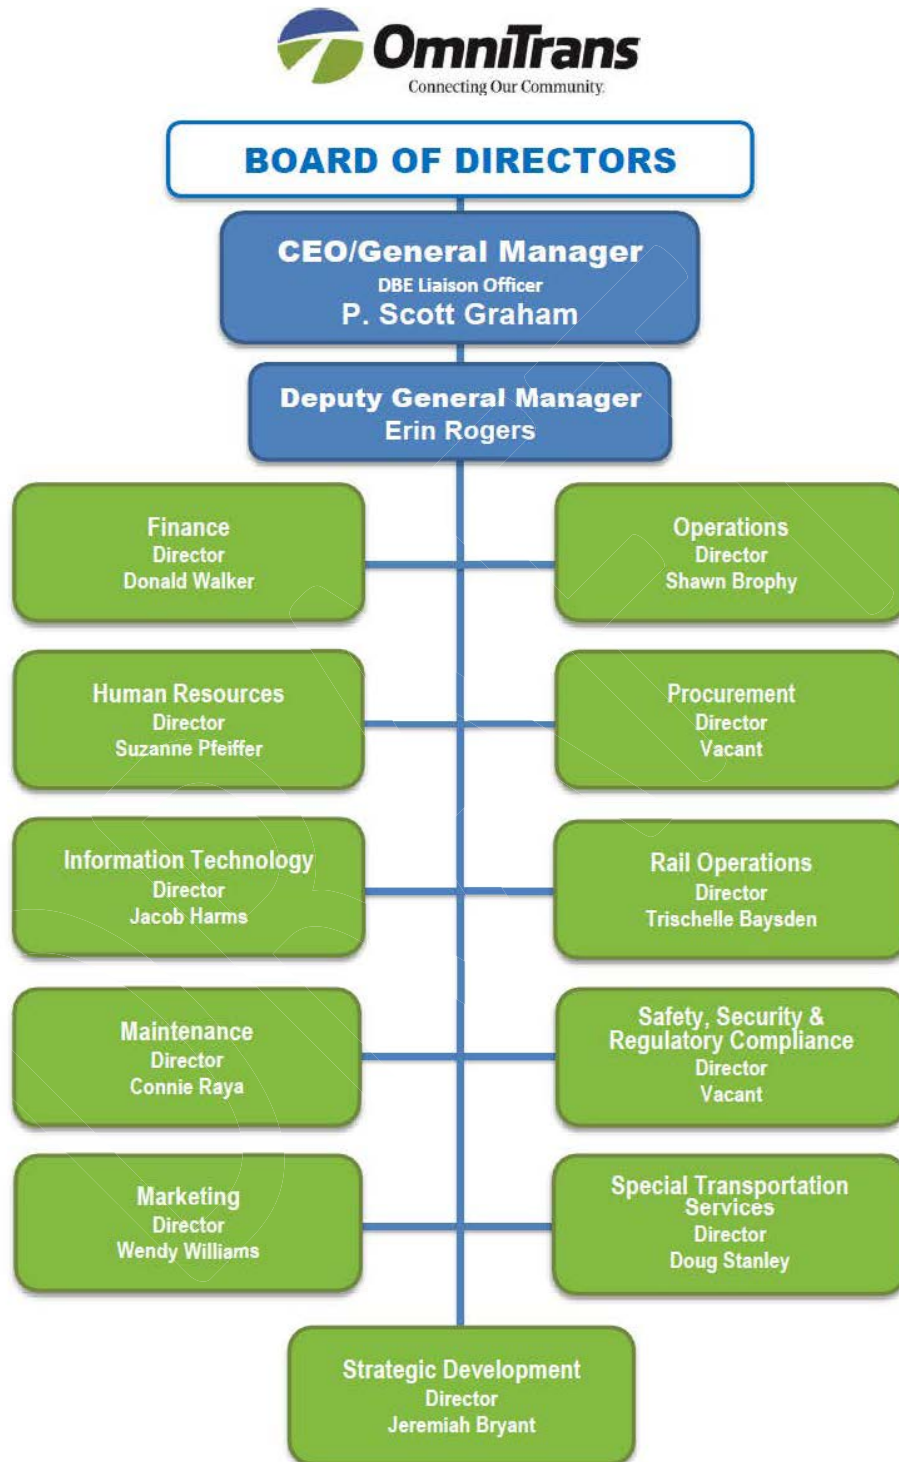 OmniTrans
Connecting Our Community.
BOARD OF DIRECTORS
CEO/General Manager
DBE Liaison Officer
P. Scott Graham
Deputy General Manager
Erin Rogers
Finance
Director
Donald Walker
Operations
Director
Shawn Brophy
Human Resources
Director
Suzanne Pfeiffer
Procurement
Director
Vacant
Information Technology
Director
Jacob Harms
Rail Operations
Director
Trischelle Baysden
Maintenance
Director
Connie Raya
Safety, Security &
Regulatory Compliance
Director
Vacant
Marketing
Director
Wendy Williams
Special Transportation
Services
Director
Doug Stanley
Strategic Development
Director
Jeremiah Bryant
DRAFT